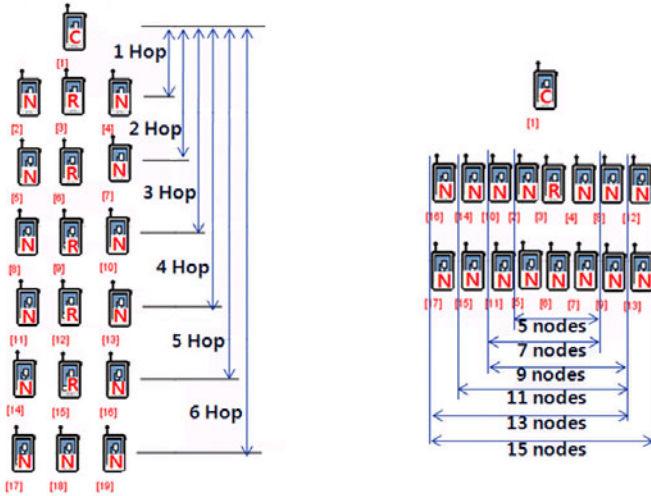 C
[1]
1 Hop
N R N
[2] [3] [4]
2 Hop
N R N
[5] [6] [7]
3 Hop
N R N
[8] [9] [10]
4 Hop
N R N
[11] [12] [13]
5 Hop
N R N
[14] [15] [16]
6 Hop
N N N
[17] [18] [19]
C
[1]
N N N N R N N N
[16] [14] [10] [2] [3] [4] [8] [12]
N N N N N N N N
[17] [15] [11] [5] [6] [7] [9] [13]
5 nodes
7 nodes
9 nodes
11 nodes
13 nodes
15 nodes